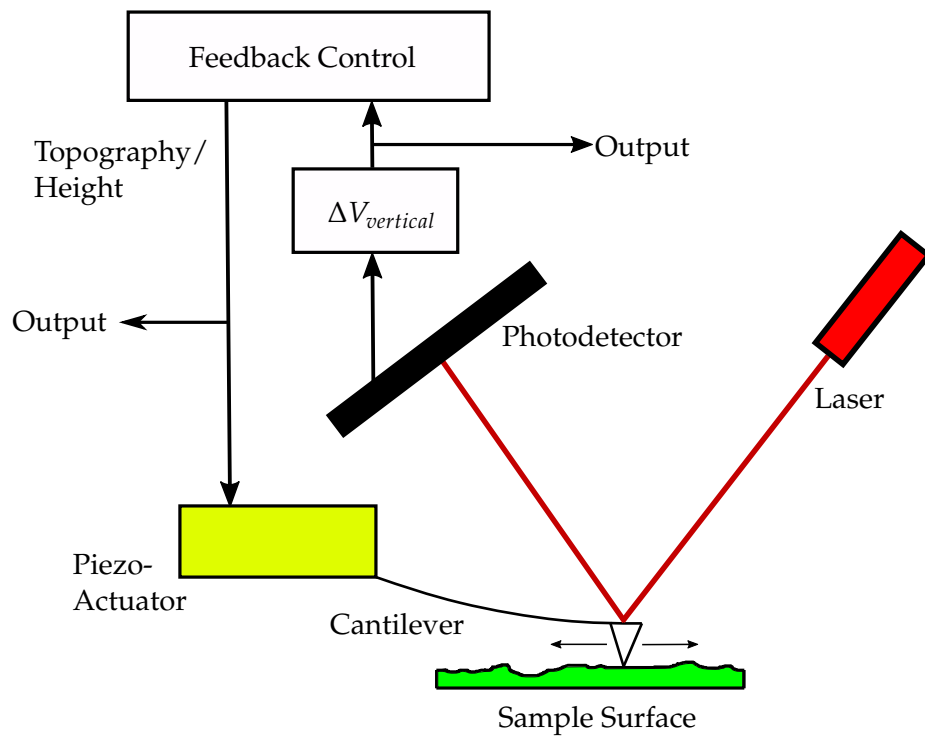 Feedback Control
Topography/
Height
Output
ΔV_vertical
Output
Photodetector
Laser
Piezo-
Actuator
Cantilever
Sample Surface